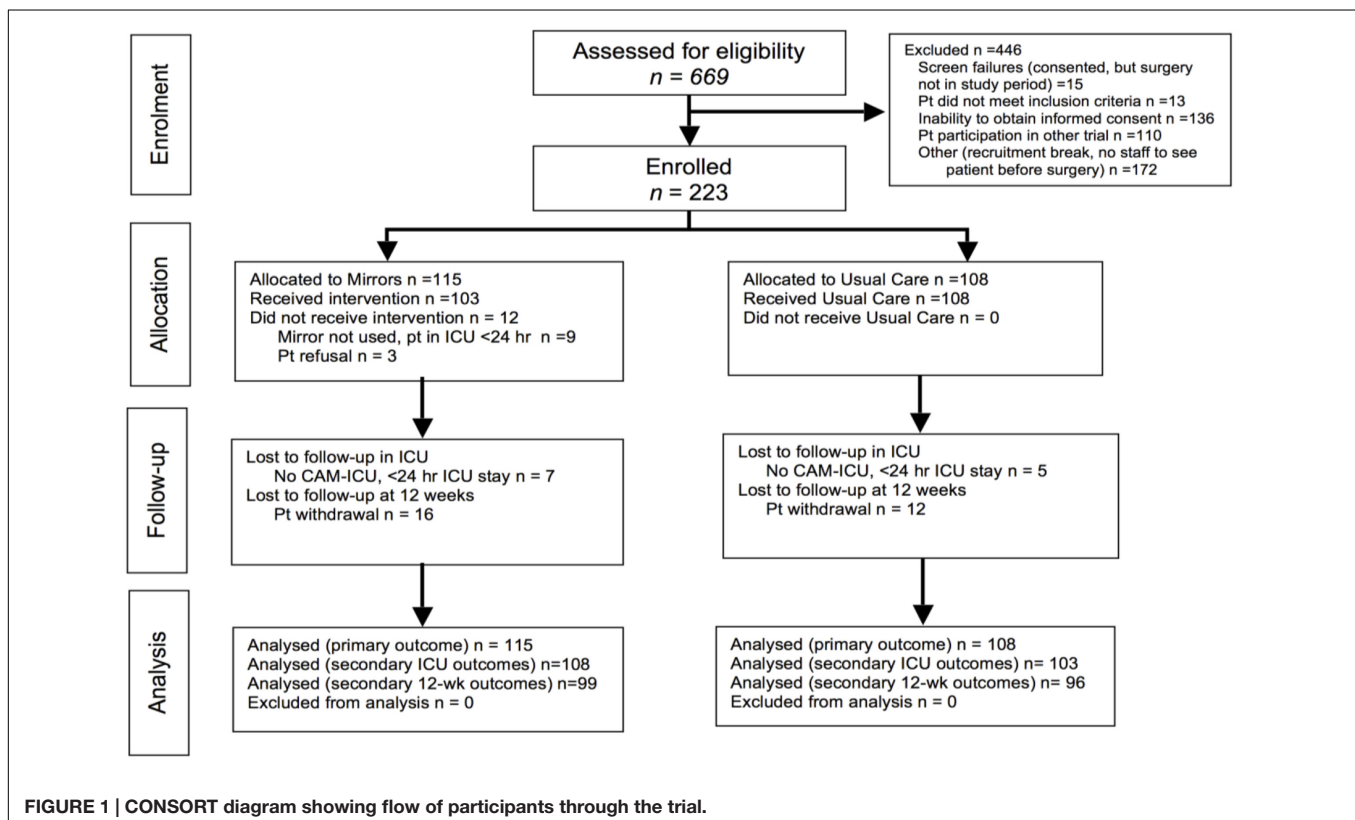 Enrolment
Assessed for eligibility
n = 669
Excluded n =446
Screen failures (consented, but surgery
not in study period) =15
Pt did not meet inclusion criteria n =13
Inability to obtain informed consent n =136
Pt participation in other trial n =110
Other (recruitment break, no staff to see
patient before surgery) n =172
Enrolled
n = 223
Allocation
Allocated to Mirrors n =115
Received intervention n =103
Did not receive intervention n = 12
Mirror not used, pt in ICU <24 hr n =9
Pt refusal n = 3
Allocated to Usual Care n =108
Received Usual Care n =108
Did not receive Usual Care n = 0
Follow-up
Lost to follow-up in ICU
No CAM-ICU, <24 hr ICU stay n = 7
Lost to follow-up at 12 weeks
Pt withdrawal n = 16
Lost to follow-up in ICU
No CAM-ICU, <24 hr ICU stay n = 5
Lost to follow-up at 12 weeks
Pt withdrawal n = 12
Analysis
Analysed (primary outcome) n = 115
Analysed (secondary ICU outcomes) n=108
Analysed (secondary 12-wk outcomes) n=99
Excluded from analysis n = 0
Analysed (primary outcome) n = 108
Analysed (secondary ICU outcomes) n= 103
Analysed (secondary 12-wk outcomes) n= 96
Excluded from analysis n = 0
FIGURE 1 | CONSORT diagram showing flow of participants through the trial.